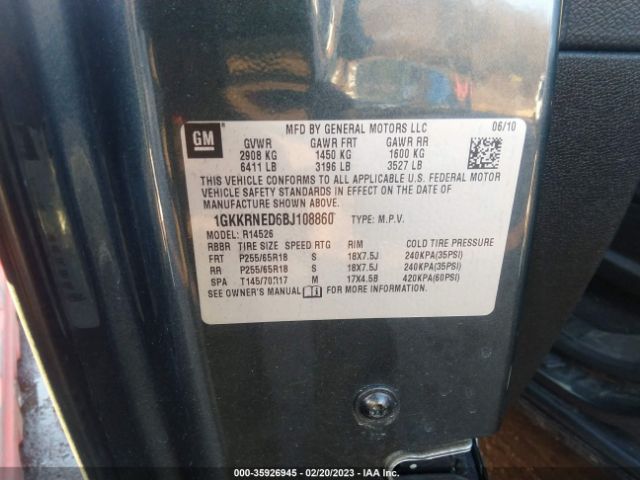 GM
MFD BY GENERAL MOTORS LLC 06/10
GVWR GAWR FRT GAWR RR
2908 KG 1450 KG 1600 KG
6411 LB 3196 LB 3527 LB
THIS VEHICLE CONFORMS TO ALL APPLICABLE U.S. FEDERAL MOTOR
VEHICLE SAFETY STANDARDS IN EFFECT ON THE DATE OF
MANUFACTURE SHOWN ABOVE.
1GKKRNED6BJ108860 TYPE: M.P.V.
MODEL: R14526
RBBR TIRE SIZE SPEED RTG RIM COLD TIRE PRESSURE
FRT P255/65R18 S 18X7.5J 240KPA(35PSI)
RR P255/65R18 S 18X7.5J 240KPA(35PSI)
SPA T145/70R17 M 17X4.5B 420KPA(60PSI)
SEE OWNER'S MANUAL FOR MORE INFORMATION.
000-35926945 - 02/20/2023 - IAA Inc.